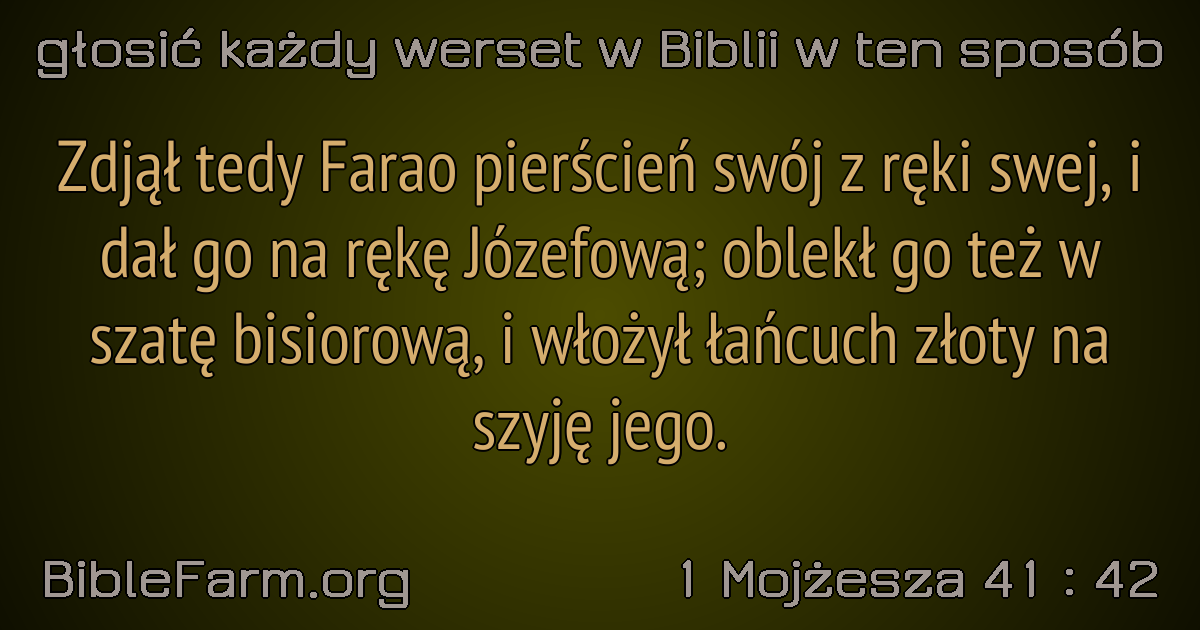 głosić każdy werset w Biblii w ten sposób
Zdjął tedy Farao pierścień swój z ręki swej, i
dał go na rękę Józefową; oblekł go też w
szatę bisiorową, i włożył łańcuch złoty na
szyję jego.
BibleFarm.org
1 Mojżesza 41 : 42